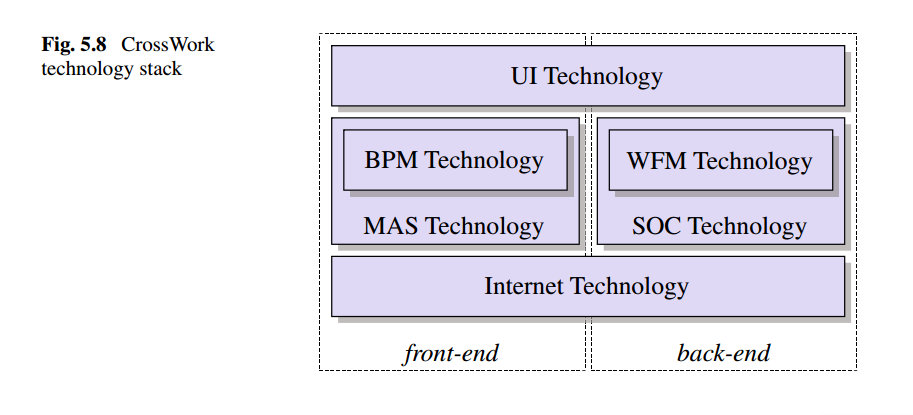 Fig. 5.8 CrossWork
technology stack
UI Technology
BPM Technology
WFM Technology
MAS Technology
SOC Technology
Internet Technology
front-end
back-end